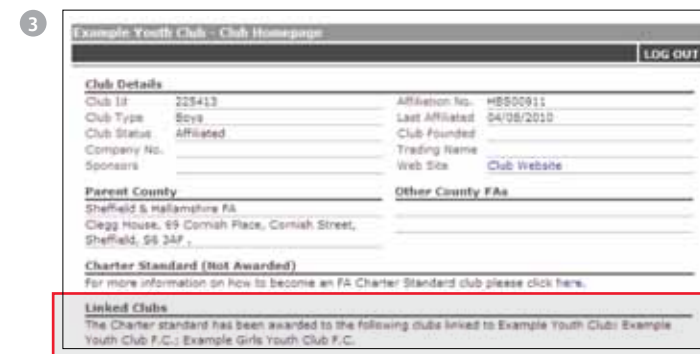 3
Example Youth Club - Club Homepage
LOG OUT
Club Details
Club Id 225413 Affiliation No. HBS00911
Club Type Boys Last Affiliated 04/08/2010
Club Status Affiliated Club Founded
Company No. Trading Name
Sponsors Web Site Club Website
Parent County Other County FAs
Sheffield & Hallamshire FA
Clegg House, 69 Cornish Place, Cornish Street,
Sheffield, S6 3AF ,
Charter Standard (Not Awarded)
For more information on how to become an FA Charter Standard club please click here.
Linked Clubs
The Charter standard has been awarded to the following clubs linked to Example Youth Club: Example
Youth Club F.C.; Example Girls Youth Club F.C.